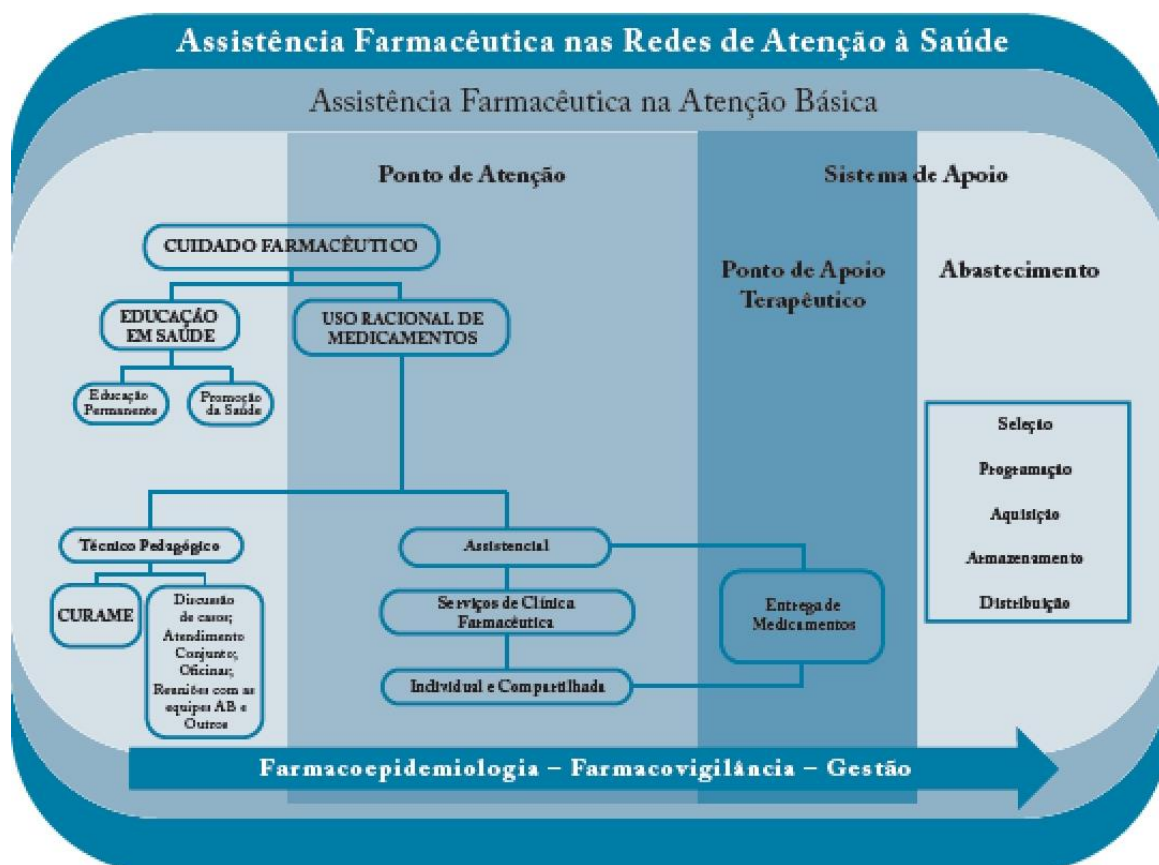 Assistência Farmacêutica nas Redes de Atenção à Saúde
Assistência Farmacêutica na Atenção Básica
Ponto de Atenção
Sistema de Apoio
CUIDADO FARMACÊUTICO
EDUCAÇÃO
EM SAÚDE
USO RACIONAL DE
MEDICAMENTOS
Educação
Permanente
Promoção
da Saúde
Ponto de Apoio
Terapêutico
Abastecimento
Seleção
Programação
Aquisição
Armazenamento
Distribuição
Técnico Pedagógico
CURAME
Discussão
de casos;
Atendimento
Conjunto;
Oficinas;
Reuniões com as
equipes AB e
Outros
Assistencial
Serviços de Clínica
Farmacêutica
Individual e Compartilhada
Entrega de
Medicamentos
Farmacoepidemiologia – Farmacovigilância – Gestão